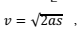 v = √2as ,